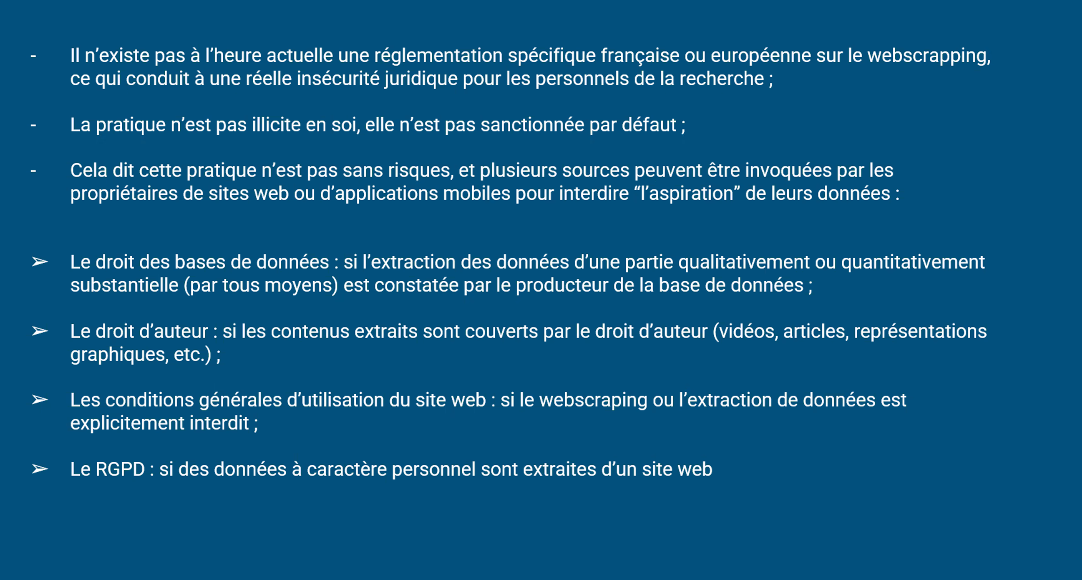 - Il n’existe pas à l’heure actuelle une réglementation spécifique française ou européenne sur le webscrapping,
ce qui conduit à une réelle insécurité juridique pour les personnels de la recherche ;
- La pratique n’est pas illicite en soi, elle n’est pas sanctionnée par défaut ;
- Cela dit cette pratique n’est pas sans risques, et plusieurs sources peuvent être invoquées par les
propriétaires de sites web ou d’applications mobiles pour interdire “l’aspiration” de leurs données :
➢ Le droit des bases de données : si l’extraction des données d’une partie qualitativement ou quantitativement
substantielle (par tous moyens) est constatée par le producteur de la base de données ;
➢ Le droit d’auteur : si les contenus extraits sont couverts par le droit d’auteur (vidéos, articles, représentations
graphiques, etc.) ;
➢ Les conditions générales d’utilisation du site web : si le webscraping ou l’extraction de données est
explicitement interdit ;
➢ Le RGPD : si des données à caractère personnel sont extraites d’un site web